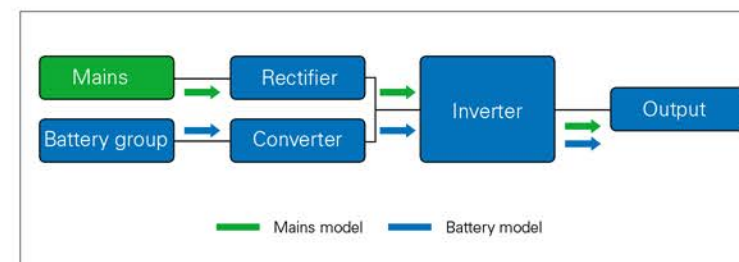 Mains
Rectifier
Inverter
Output
Battery group
Converter
Mains model
Battery model